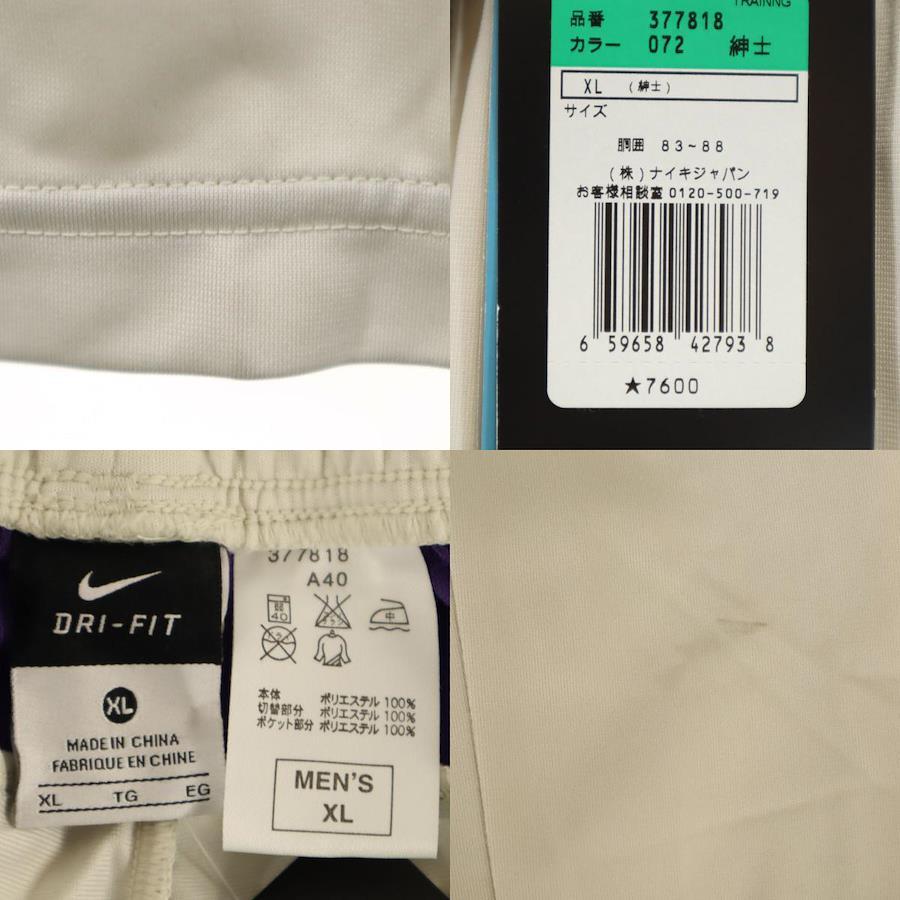 TRAINNG
品番 377818
カラー 072 紳士
XL (紳士)
サイズ
胴囲 83~88
(株)ナイキジャパン
お客様相談室 0120-500-719
6 59658 42793 8
★7600
DRI-FIT
XL
MADE IN CHINA
FABRIQUE EN CHINE
XL TG EG
377818
A40
弱
40
中
本体 ポリエステル 100%
切替部分 ポリエステル 100%
ポケット部分 ポリエステル 100%
MEN'S
XL